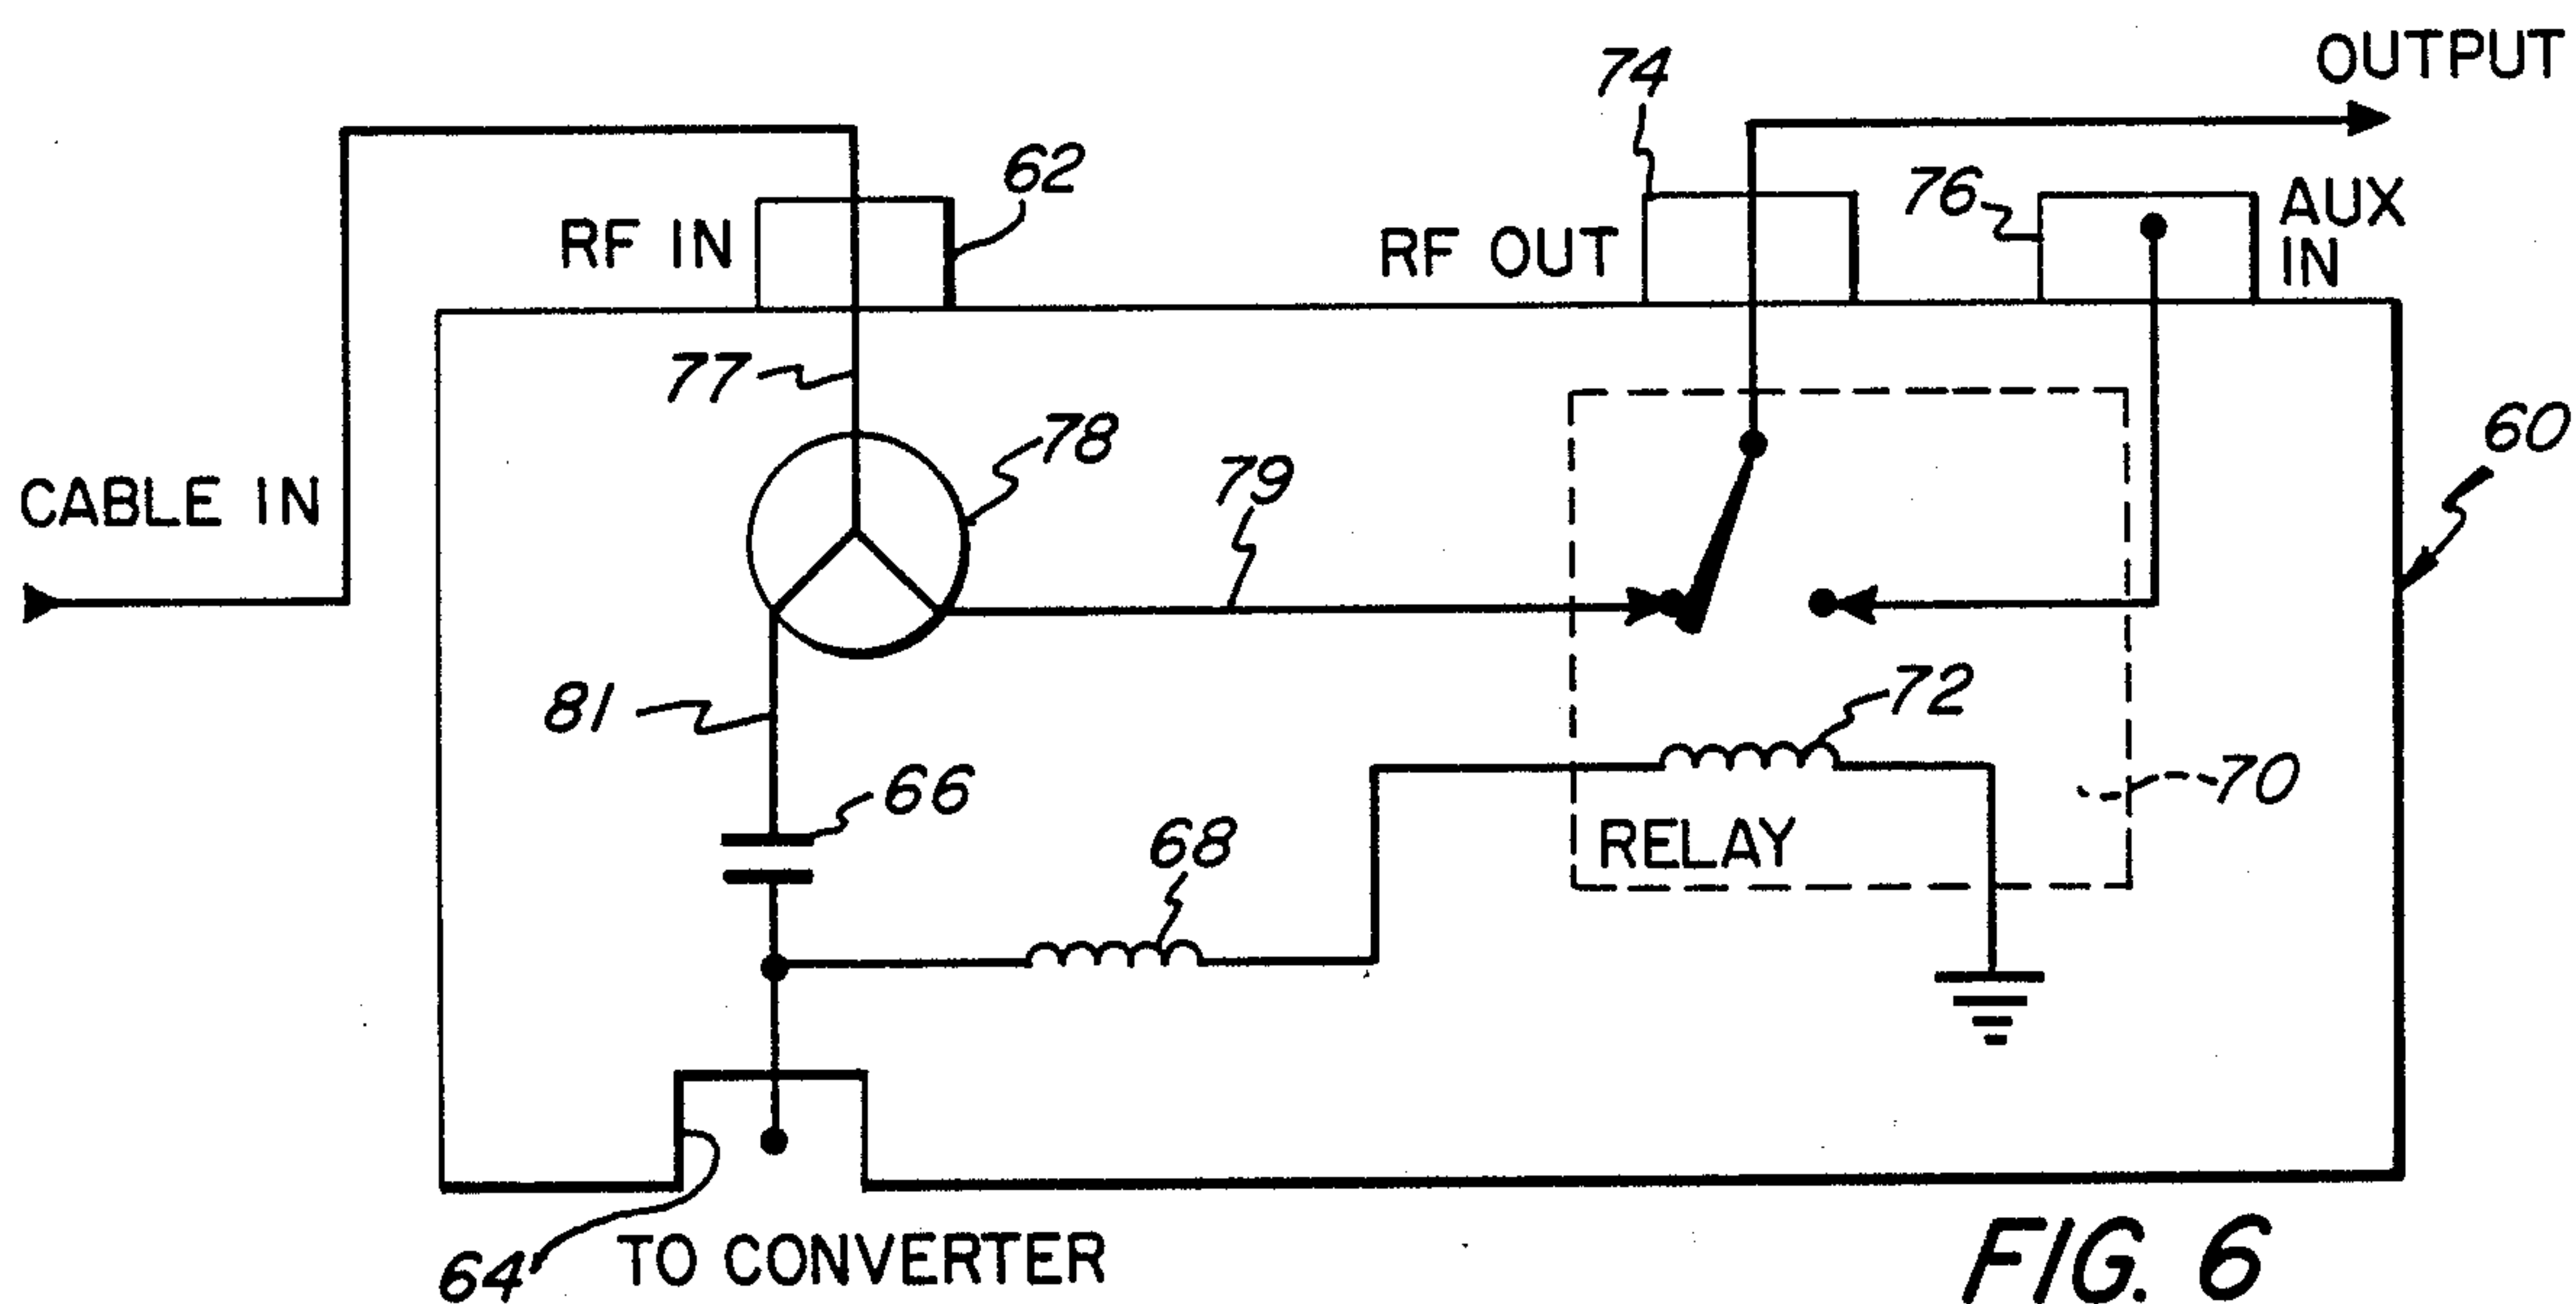 OUTPUT
74
62
76
AUX
IN
RF IN
RF OUT
77
78
60
CABLE IN
79
81
72
66
70
68
RELAY
64
TO CONVERTER
FIG. 6